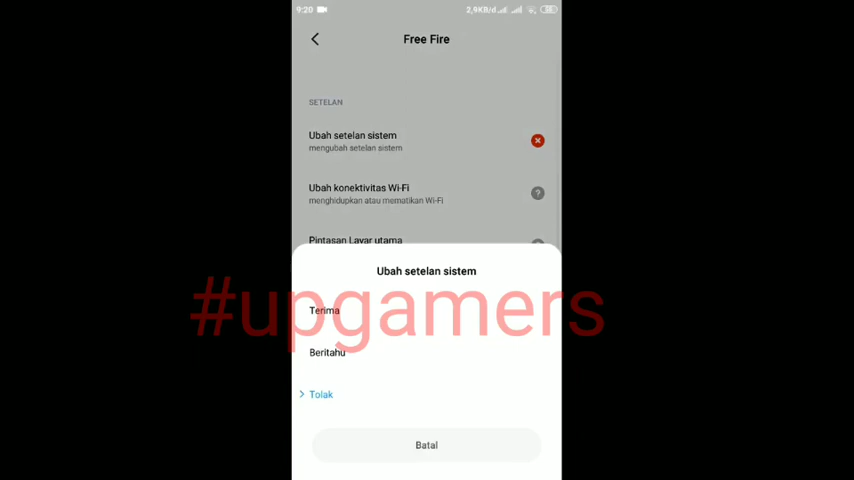 9:20
2,9KB/d
Free Fire
SETELAN
Ubah setelan sistem
mengubah setelan sistem
Ubah konektivitas Wi-Fi
menghidupkan atau mematikan Wi-Fi
Pintasan Layar utama
Ubah setelan sistem
#upgamers
Terima
Beritahu
Tolak
Batal